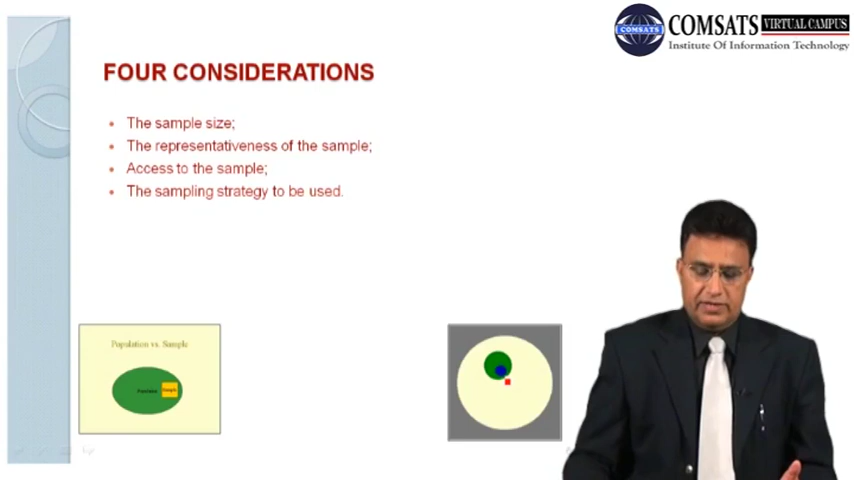 COMSATS VIRTUAL CAMPUS
COMSATS
Institute Of Information Technology
FOUR CONSIDERATIONS
• The sample size;
• The representativeness of the sample;
• Access to the sample;
• The sampling strategy to be used.
Population vs. Sample
Population
Sample